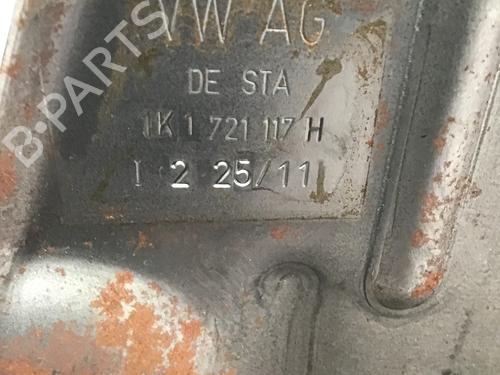 VW AG
DE STA
1K1 721 117 H
I 2 25/11
B-PARTS